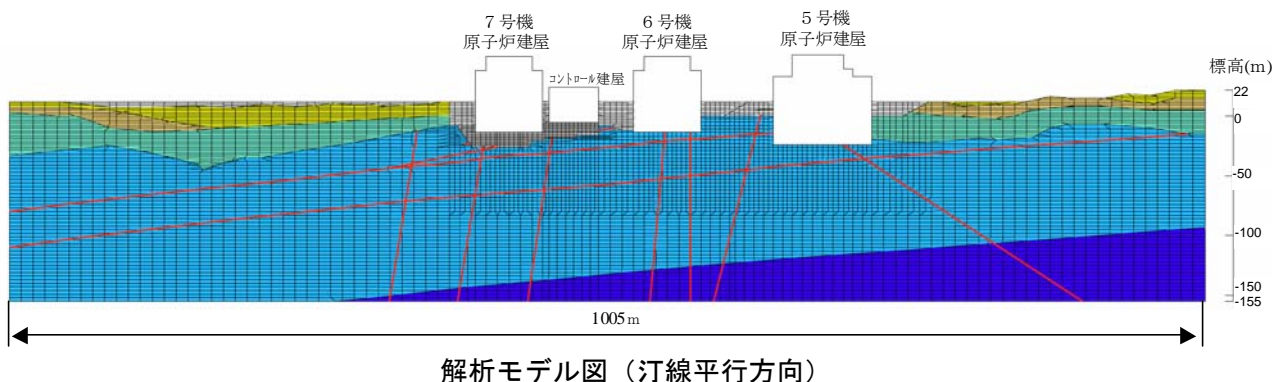 7号機
原子炉建屋
コントロール建屋
6号機
原子炉建屋
5号機
原子炉建屋
標高(m)
22
0
-50
-100
-150
-155
1005m
解析モデル図（汀線平行方向）